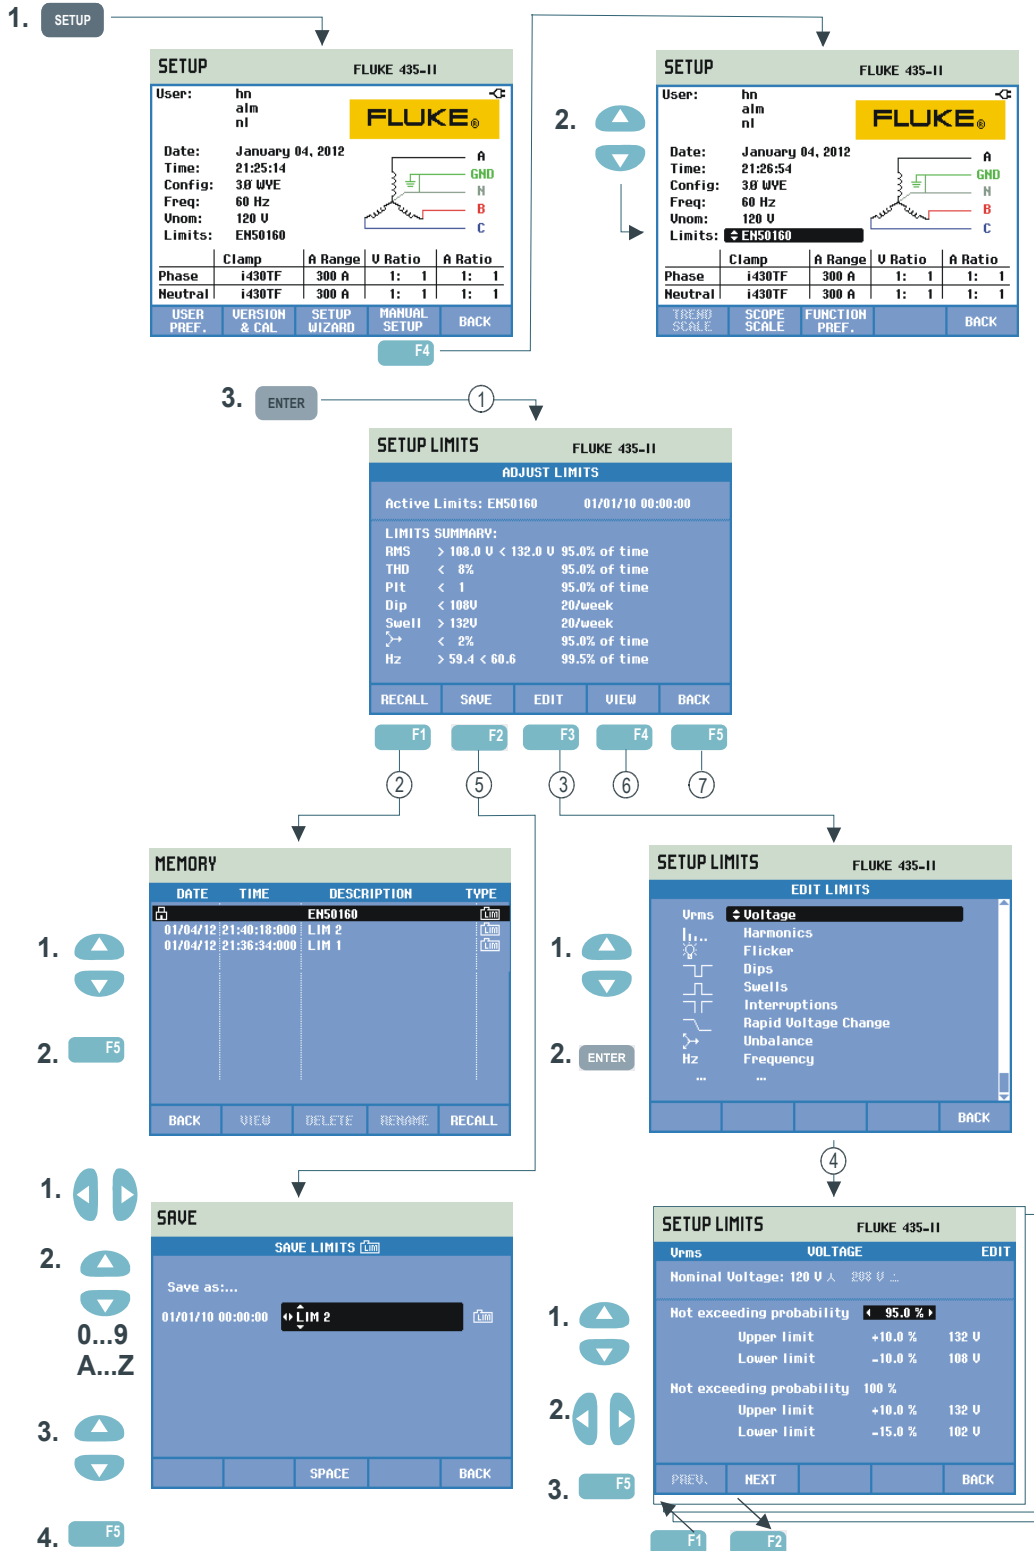 1. SETUP
SETUP FLUKE 435-II
User: hn
alm
nl
FLUKE®
Date: January 04, 2012
Time: 21:25:14
Config: 3Ø WYE
Freq: 60 Hz
Vnom: 120 V
Limits: EN50160
A
GND
N
B
C
Clamp A Range V Ratio A Ratio
Phase i430TF 300 A 1: 1 1: 1
Neutral i430TF 300 A 1: 1 1: 1
USER PREF. VERSION & CAL SETUP WIZARD MANUAL SETUP BACK
F4
2.
SETUP FLUKE 435-II
User: hn
alm
nl
FLUKE®
Date: January 04, 2012
Time: 21:26:54
Config: 3Ø WYE
Freq: 60 Hz
Vnom: 120 V
Limits: EN50160
A
GND
N
B
C
Clamp A Range V Ratio A Ratio
Phase i430TF 300 A 1: 1 1: 1
Neutral i430TF 300 A 1: 1 1: 1
TREND SCALE SCOPE SCALE FUNCTION PREF. BACK
3. ENTER 1
SETUP LIMITS FLUKE 435-II
ADJUST LIMITS
Active Limits: EN50160 01/01/10 00:00:00
LIMITS SUMMARY:
RMS > 108.0 V < 132.0 V 95.0% of time
THD < 8% 95.0% of time
Plt < 1 95.0% of time
Dip < 108V 20/week
Swell > 132V 20/week
< 2% 95.0% of time
Hz > 59.4 < 60.6 99.5% of time
RECALL SAVE EDIT VIEW BACK
F1 F2 F3 F4 F5
2 5 3 6 7
MEMORY
DATE TIME DESCRIPTION TYPE
EN50160 Lim
01/04/12 21:40:18:000 LIM 2 Lim
01/04/12 21:36:34:000 LIM 1 Lim
1.
2. F5
BACK VIEW DELETE RENAME RECALL
SETUP LIMITS FLUKE 435-II
EDIT LIMITS
Vrms Voltage
Harmonics
Flicker
Dips
Swells
Interruptions
Rapid Voltage Change
Unbalance
Hz Frequency
... ...
BACK
1.
2. ENTER
4
1.
2.
0...9
A...Z
3.
4. F5
SAVE
SAVE LIMITS Lim
Save as:...
01/01/10 00:00:00 LIM 2 Lim
SPACE BACK
SETUP LIMITS FLUKE 435-II
Vrms VOLTAGE EDIT
Nominal Voltage: 120 V 208 V
Not exceeding probability 95.0 %
Upper limit +10.0 % 132 V
Lower limit -10.0 % 108 V
Not exceeding probability 100 %
Upper limit +10.0 % 132 V
Lower limit -15.0 % 102 V
PREV. NEXT BACK
1.
2.
3. F5
F1 F2